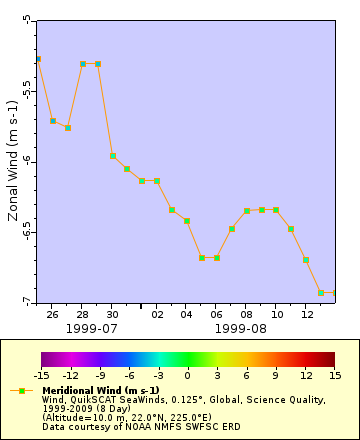 -5
-5.5
-6
-6.5
-7
Zonal Wind (m s-1)
26 28 30 02 04 06 08 10 12
1999-07 1999-08
-15 -12 -9 -6 -3 0 3 6 9 12 15
Meridional Wind (m s-1)
Wind, QuikSCAT SeaWinds, 0.125°, Global, Science Quality,
1999-2009 (8 Day)
(Altitude=10.0 m, 22.0°N, 225.0°E)
Data courtesy of NOAA NMFS SWFSC ERD